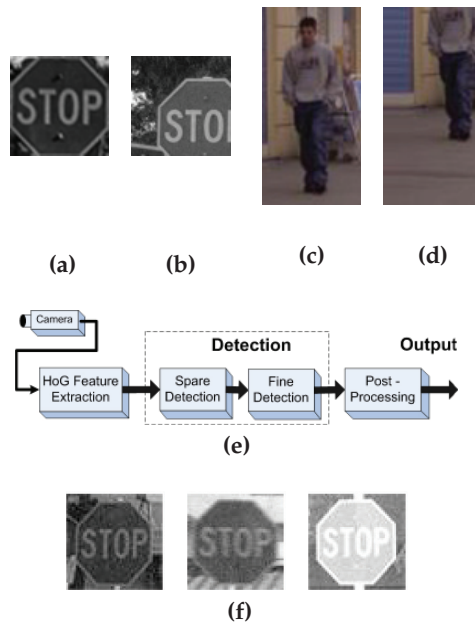 STOP
STO
(a)
(b)
(c)
(d)
Camera
Detection
Output
HoG Feature
Extraction
Spare
Detection
Fine
Detection
Post -
Processing
(e)
STOP
STOP
STOP
(f)